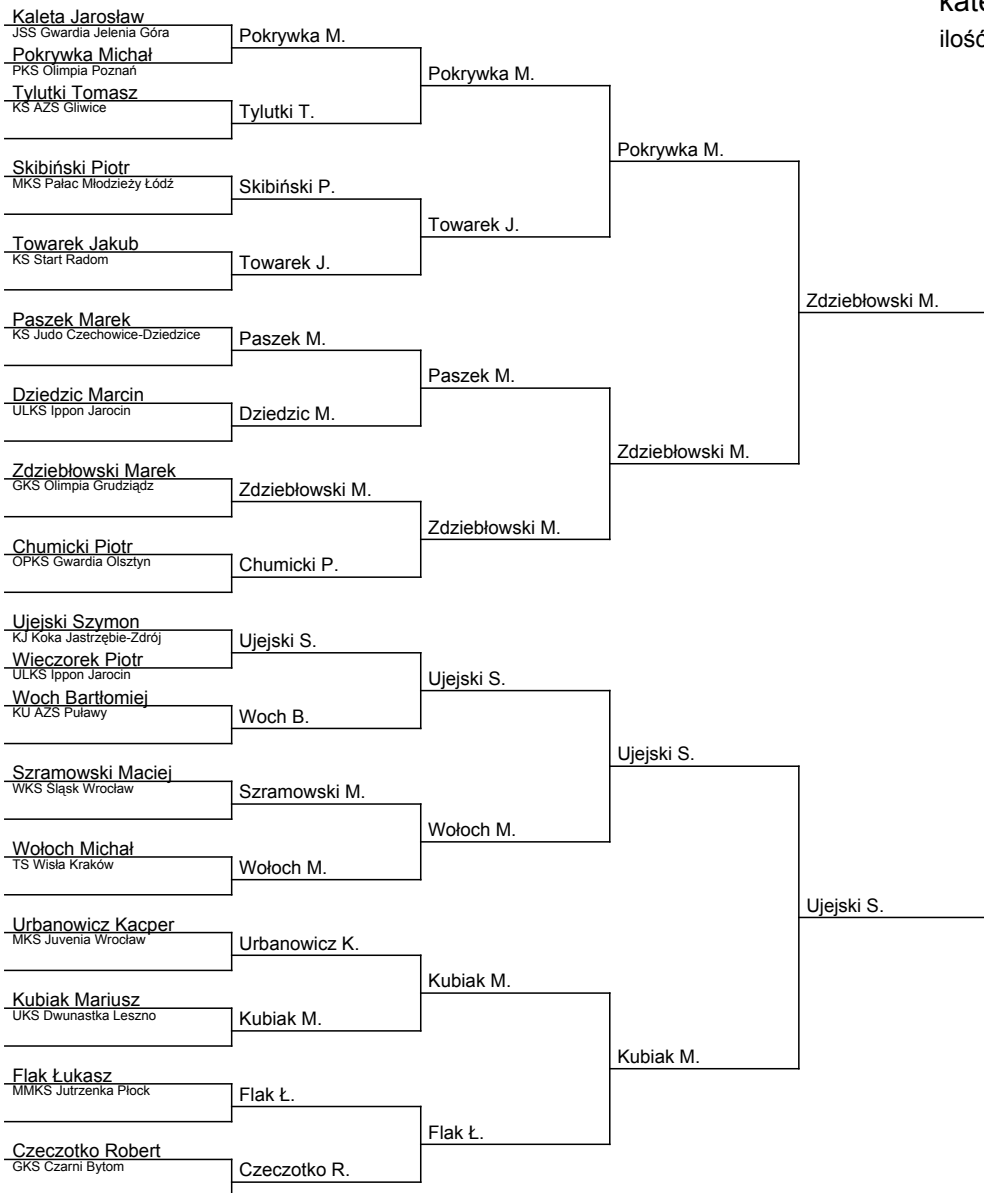 kate
ilość
Kaleta Jarosław
JSS Gwardia Jelenia Góra
Pokrywka Michał
PKS Olimpia Poznań
Tylutki Tomasz
KS AZS Gliwice
Skibiński Piotr
MKS Pałac Młodzieży Łódź
Towarek Jakub
KS Start Radom
Paszek Marek
KS Judo Czechowice-Dziedzice
Dziedzic Marcin
ULKS Ippon Jarocin
Zdziebłowski Marek
GKS Olimpia Grudziądz
Chumicki Piotr
OPKS Gwardia Olsztyn
Ujejski Szymon
KJ Koka Jastrzębie-Zdrój
Wieczorek Piotr
ULKS Ippon Jarocin
Woch Bartłomiej
KU AZS Puławy
Szramowski Maciej
WKS Śląsk Wrocław
Wołoch Michał
TS Wisła Kraków
Urbanowicz Kacper
MKS Juvenia Wrocław
Kubiak Mariusz
UKS Dwunastka Leszno
Flak Łukasz
MMKS Jutrzenka Płock
Czeczotko Robert
GKS Czarni Bytom
Pokrywka M.
Tylutki T.
Skibiński P.
Towarek J.
Paszek M.
Dziedzic M.
Zdziebłowski M.
Chumicki P.
Ujejski S.
Woch B.
Szramowski M.
Wołoch M.
Urbanowicz K.
Kubiak M.
Flak Ł.
Czeczotko R.
Pokrywka M.
Towarek J.
Paszek M.
Zdziebłowski M.
Ujejski S.
Wołoch M.
Kubiak M.
Flak Ł.
Pokrywka M.
Zdziebłowski M.
Ujejski S.
Kubiak M.
Zdziebłowski M.
Ujejski S.